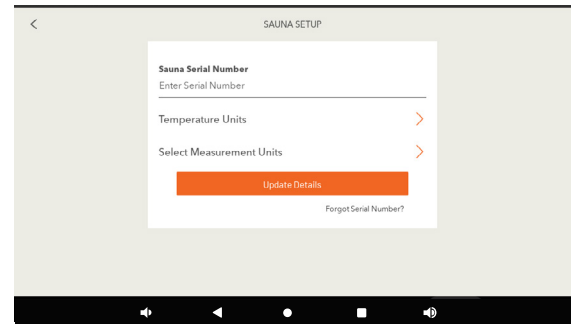 SAUNA SETUP
Sauna Serial Number
Enter Serial Number
Temperature Units
Select Measurement Units
Update Details
Forgot Serial Number?